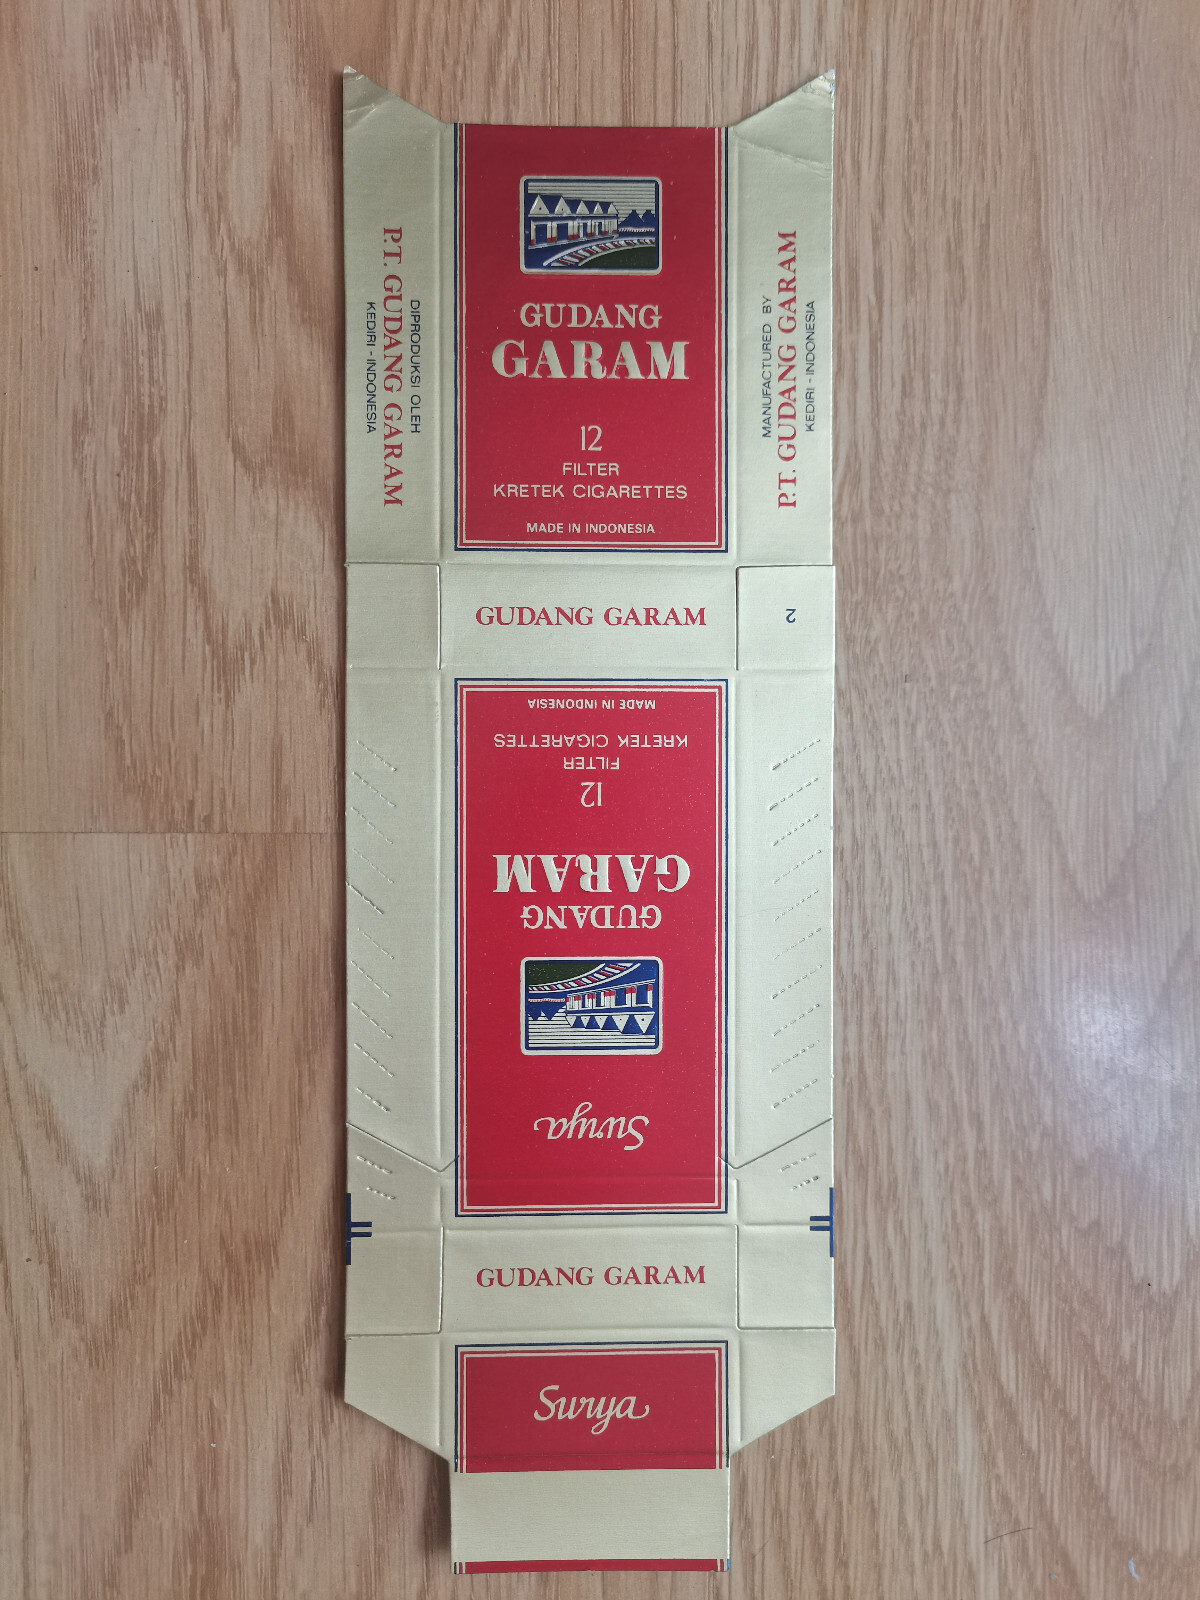 GUDANG
GARAM
12
FILTER
KRETEK CIGARETTES
MADE IN INDONESIA
DIPRODUKSI OLEH
P.T. GUDANG GARAM
KEDIRI - INDONESIA
MANUFACTURED BY
P.T. GUDANG GARAM
KEDIRI - INDONESIA
GUDANG GARAM
2
Surya
GUDANG
GARAM
12
FILTER
KRETEK CIGARETTES
MADE IN INDONESIA
GUDANG GARAM
Surya